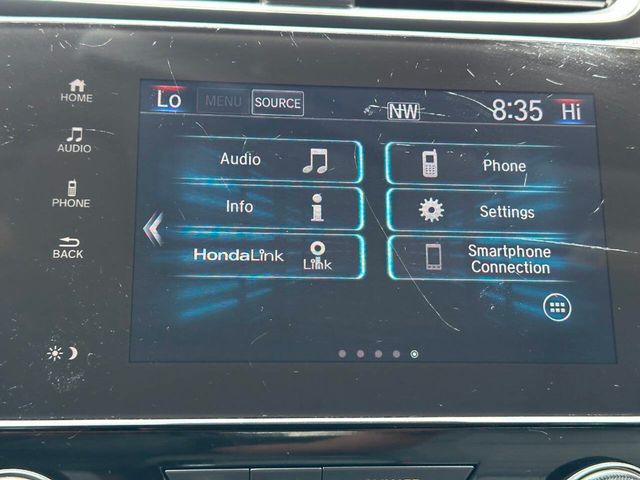 HOME
AUDIO
PHONE
BACK
Lo MENU SOURCE NW 8:35 Hi
Audio Phone
Info Settings
HondaLink Link Smartphone
Connection